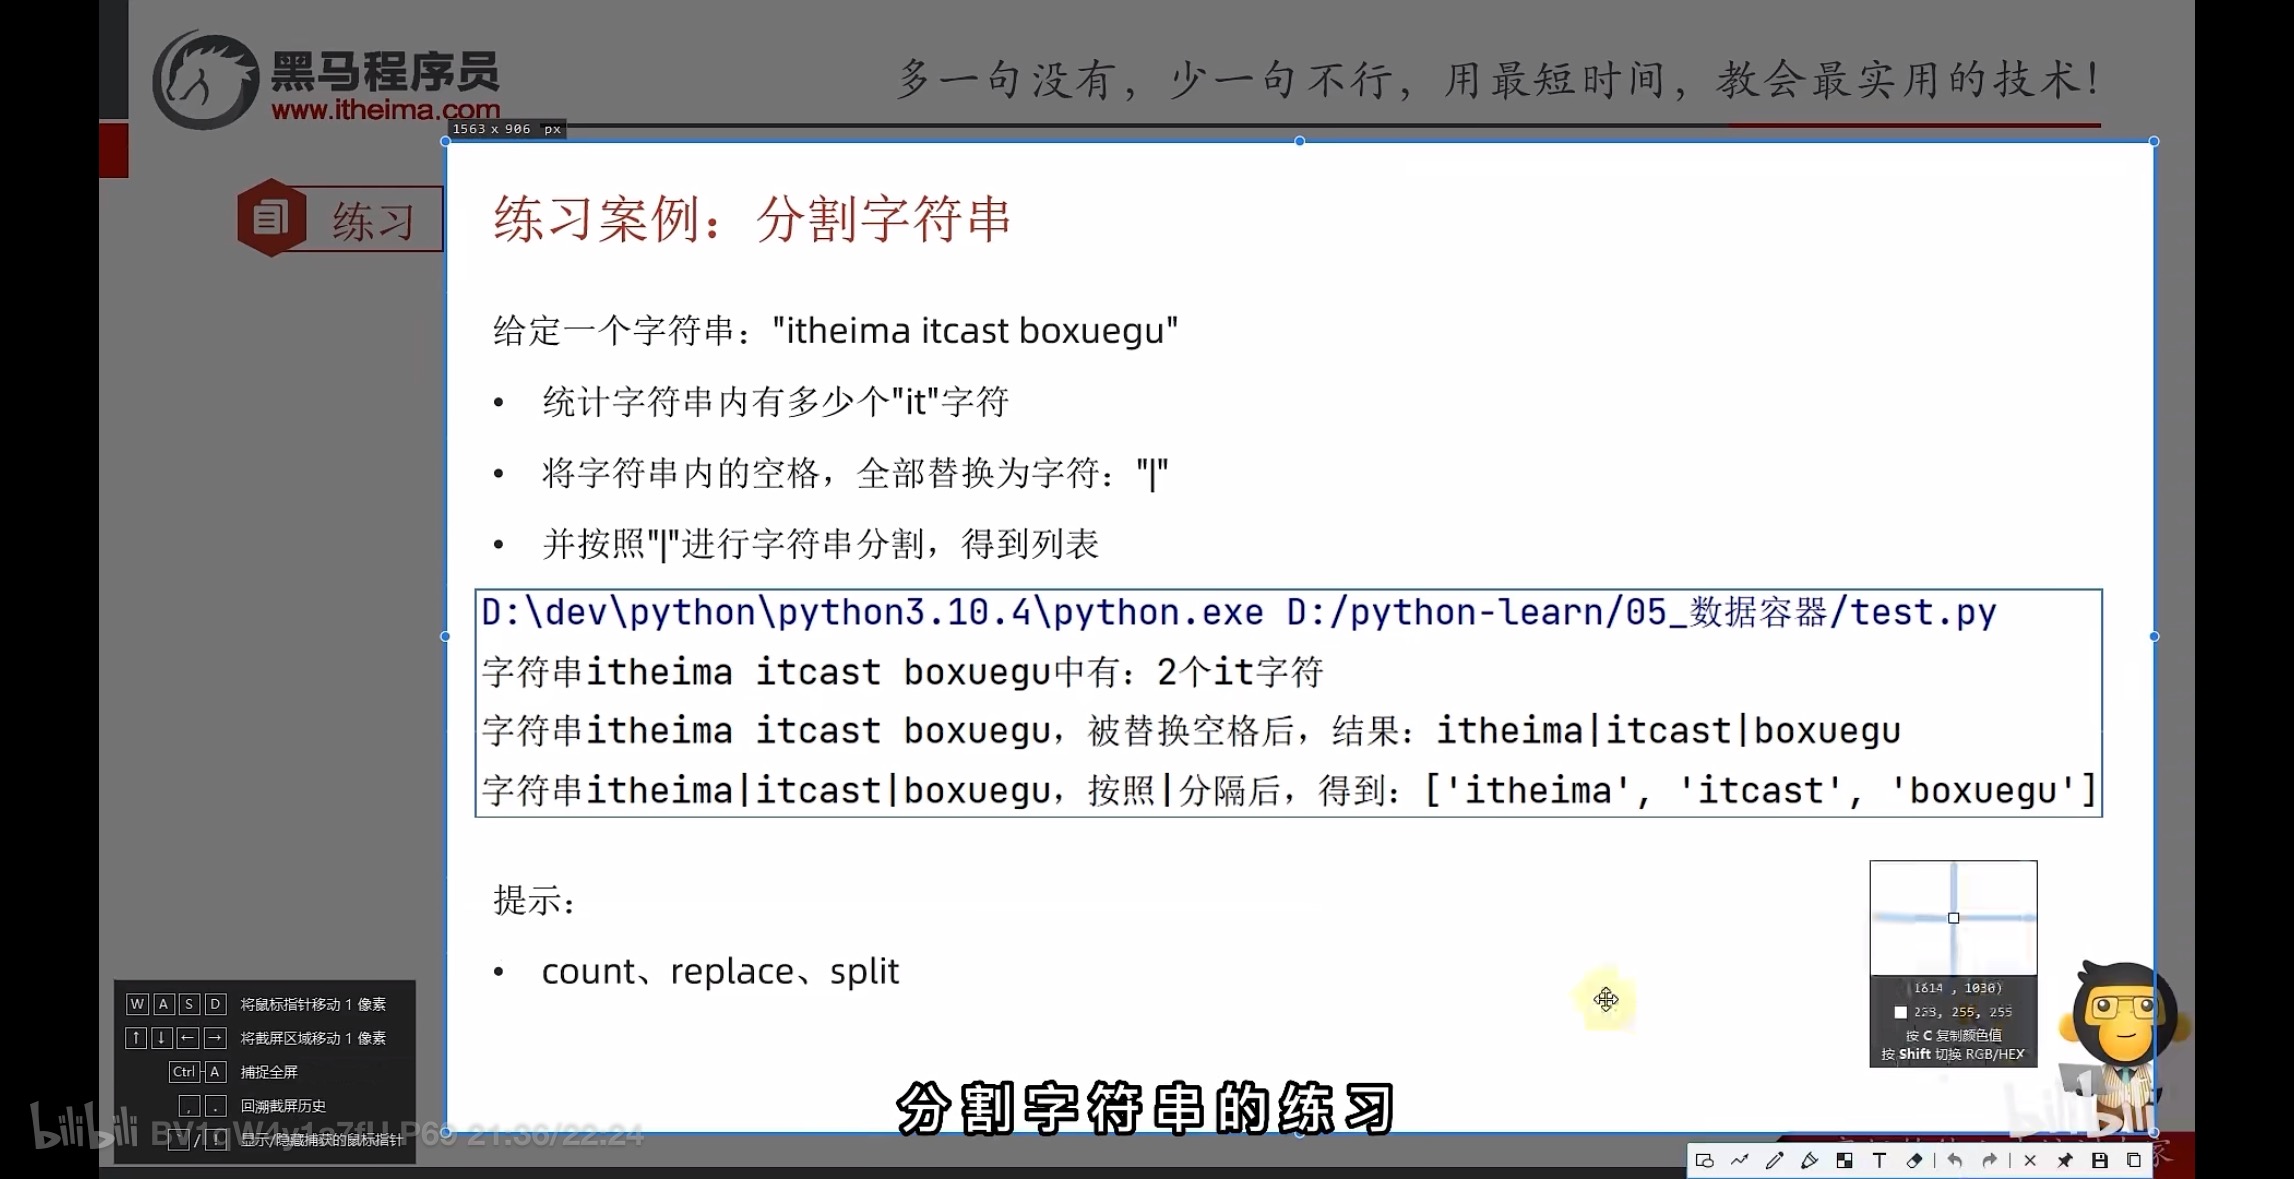 黑马程序员
www.itheima.com
多一句没有，少一句不行，用最短时间，教会最实用的技术！
1563 x 906 px
练习
练习案例：分割字符串
给定一个字符串："itheima itcast boxuegu"
• 统计字符串内有多少个"it"字符
• 将字符串内的空格，全部替换为字符："|"
• 并按照"|"进行字符串分割，得到列表
D:\dev\python\python3.10.4\python.exe D:/python-learn/05_数据容器/test.py
字符串itheima itcast boxuegu中有：2个it字符
字符串itheima itcast boxuegu，被替换空格后，结果：itheima|itcast|boxuegu
字符串itheima|itcast|boxuegu，按照|分隔后，得到：['itheima', 'itcast', 'boxuegu']
提示：
• count、replace、split
(1614 , 1030)
255, 255
按 C 复制颜色值
按 Shift 切换 RGB/HEX
W A S D 将鼠标指针移动 1 像素
↑ ↓ ← → 将截屏区域移动 1 像素
Ctrl A 捕捉全屏
, . 回溯截屏历史
显示/隐藏捕获的鼠标指针
bilibili
21:36/22:24
分割字符串的练习
bilibili
T